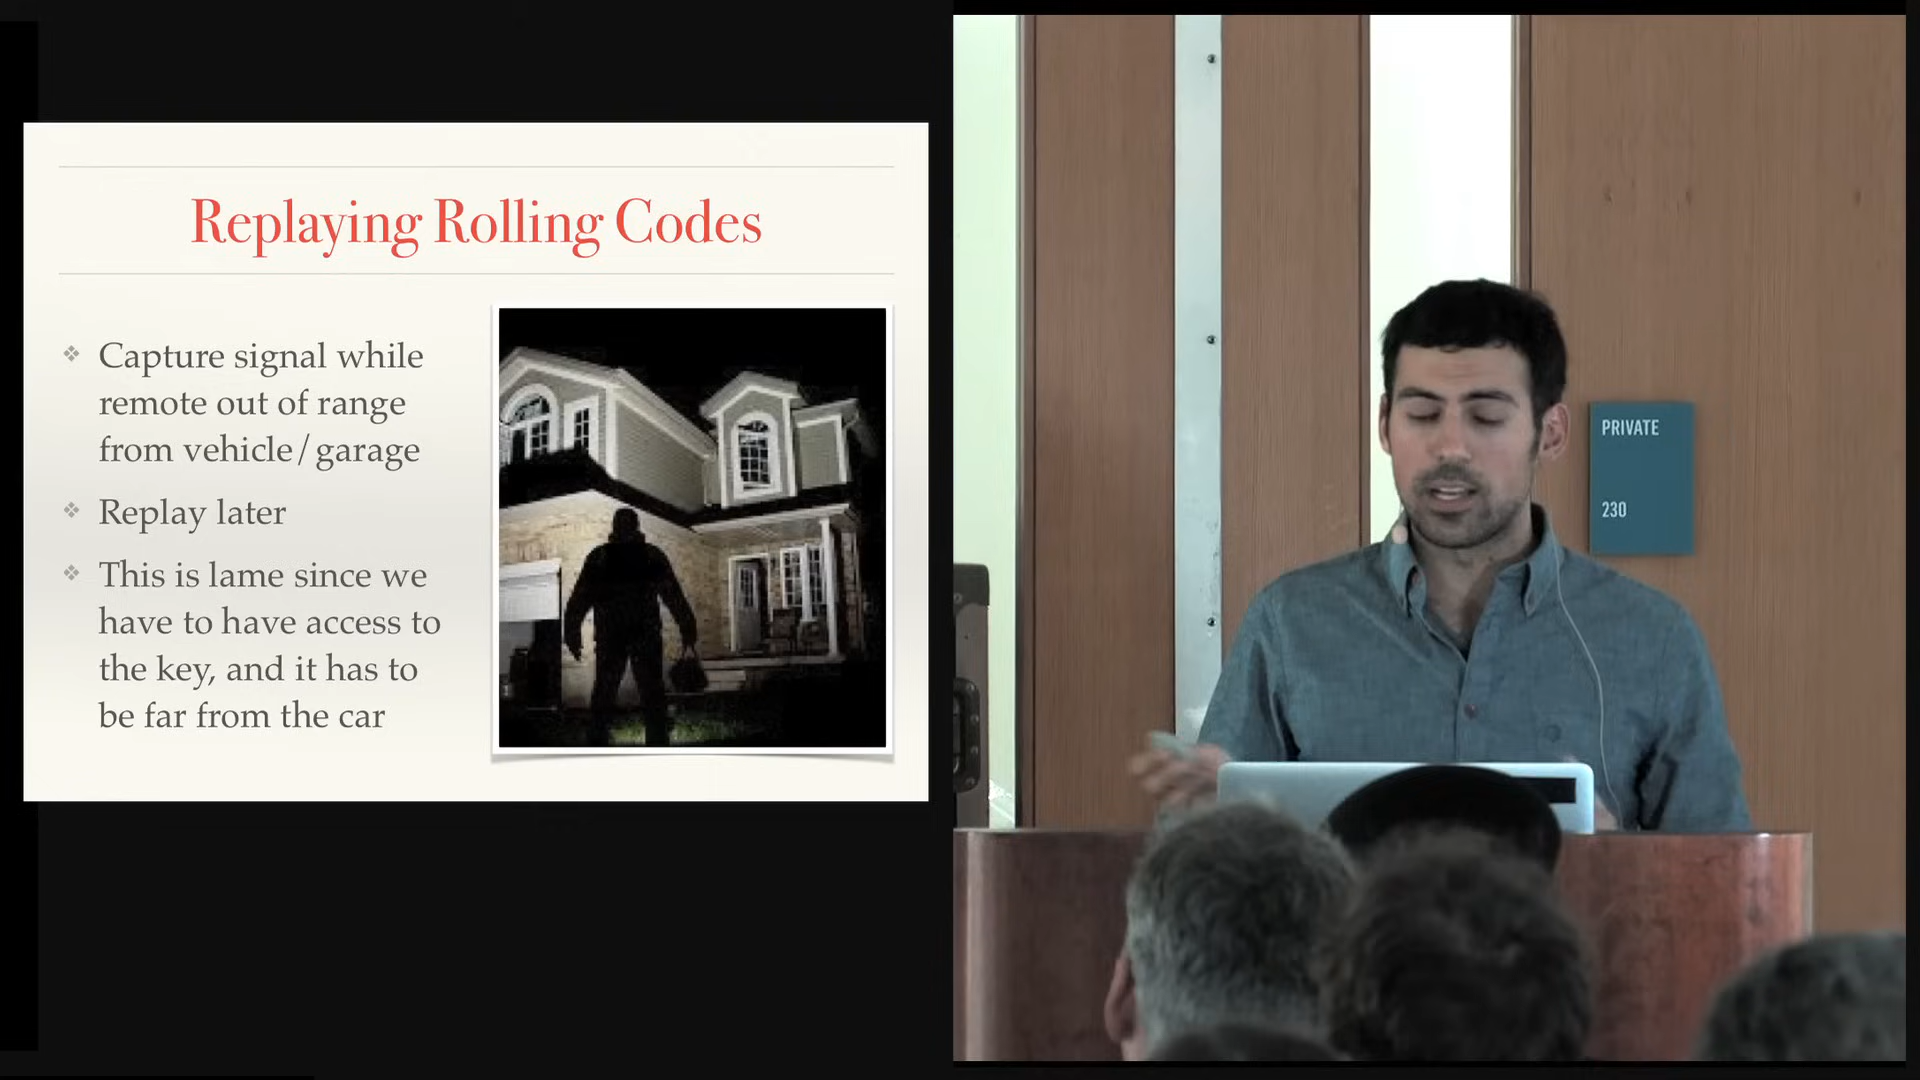 Replaying Rolling Codes
Capture signal while
remote out of range
from vehicle/garage
Replay later
This is lame since we
have to have access to
the key, and it has to
be far from the car
PRIVATE
230